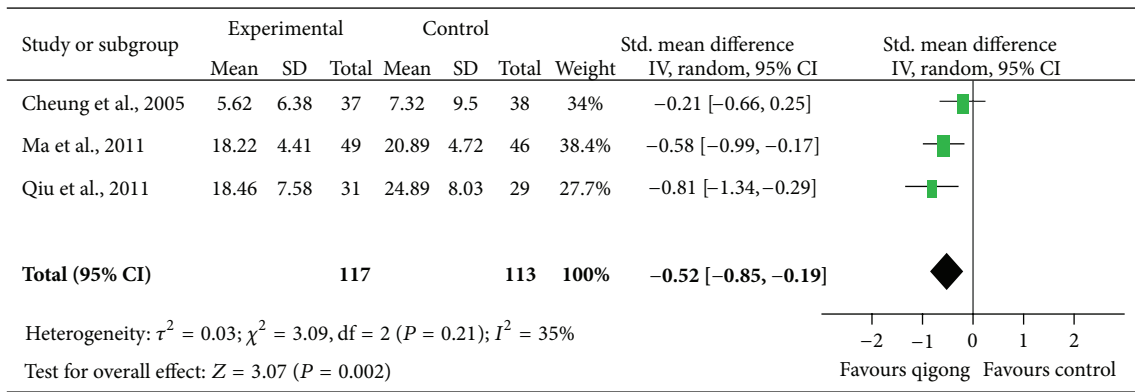 Study or subgroup Experimental Control Std. mean difference Std. mean difference
Mean SD Total Mean SD Total Weight IV, random, 95% CI IV, random, 95% CI
Cheung et al., 2005 5.62 6.38 37 7.32 9.5 38 34% −0.21 [−0.66, 0.25]
Ma et al., 2011 18.22 4.41 49 20.89 4.72 46 38.4% −0.58 [−0.99, −0.17]
Qiu et al., 2011 18.46 7.58 31 24.89 8.03 29 27.7% −0.81 [−1.34, −0.29]
Total (95% CI) 117 113 100% −0.52 [−0.85, −0.19]
Heterogeneity: τ² = 0.03; χ² = 3.09, df = 2 (P = 0.21); I² = 35%
−2 −1 0 1 2
Test for overall effect: Z = 3.07 (P = 0.002) Favours qigong Favours control